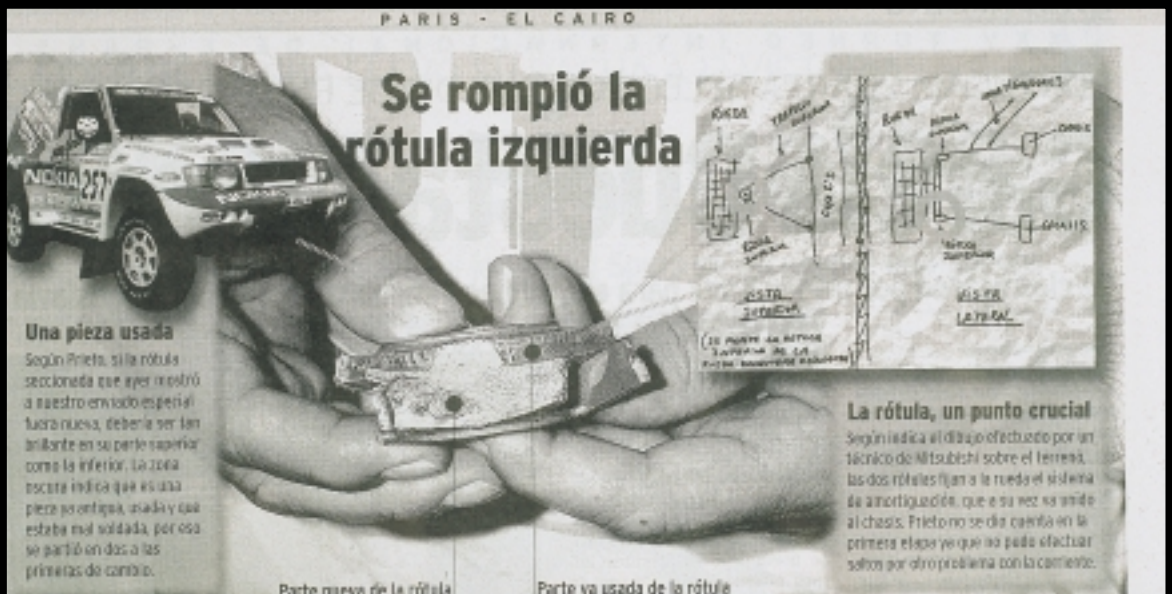 PARIS - EL CAIRO
Se rompió la
rótula izquierda
NOKIA 257
Una pieza usada
Según Prieto, si la rótula
seccionada que ayer mostró
a nuestro enviado especial
fuera nueva, debería ser tan
brillante en su parte superior
como la inferior. La zona
oscura indica que es una
pieza ya antigua, usada y que
estaba mal soldada, por eso
se partió en dos a las
primeras de cambio.
RUEDA
VISTA
SUPERIOR
VISTA
LATERAL
CHASIS
La rótula, un punto crucial
Según indica el dibujo efectuado por un
técnico de Mitsubishi sobre el terreno,
las dos rótulas fijan a la rueda el sistema
de amortiguación, que a su vez va unido
al chasis. Prieto no se dio cuenta en la
primera etapa ya que no pudo efectuar
saltos por otro problema con la corriente.
Parte nueva de la rótula
Parte ya usada de la rótula